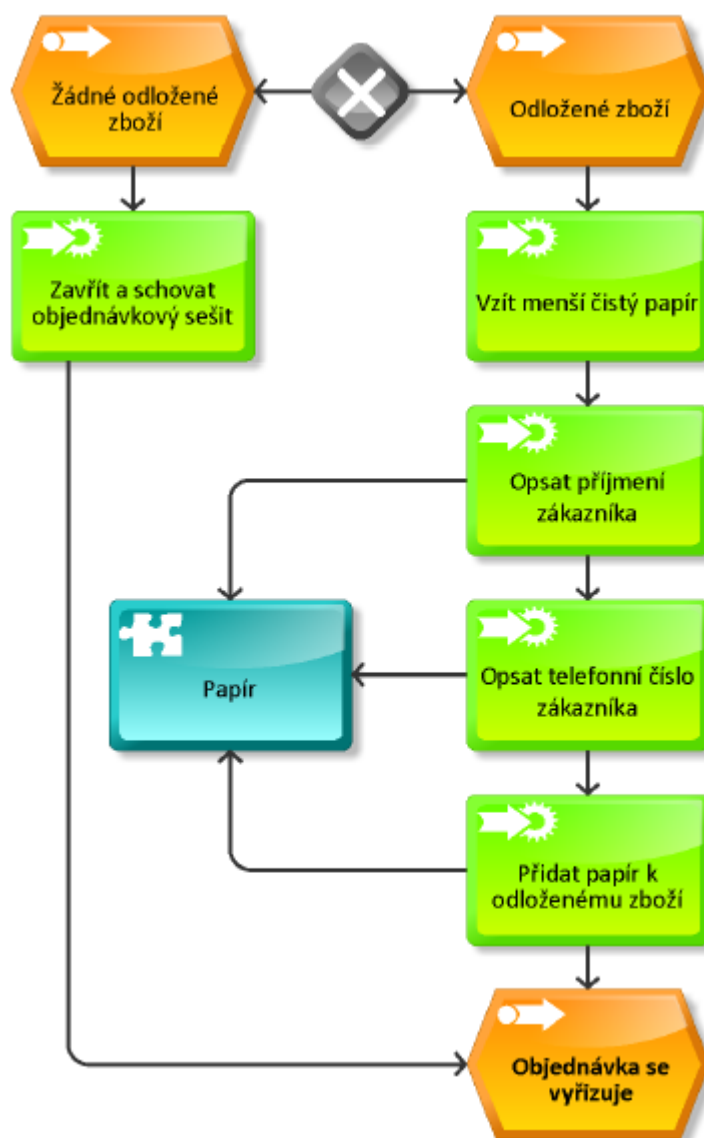 Žádné odložené
zboží
Odložené zboží
Zavřít a schovat
objednávkový sešit
Vzít menší čistý papír
Opsat příjmení
zákazníka
Papír
Opsat telefonní číslo
zákazníka
Přidat papír k
odloženému zboží
Objednávka se
vyřizuje